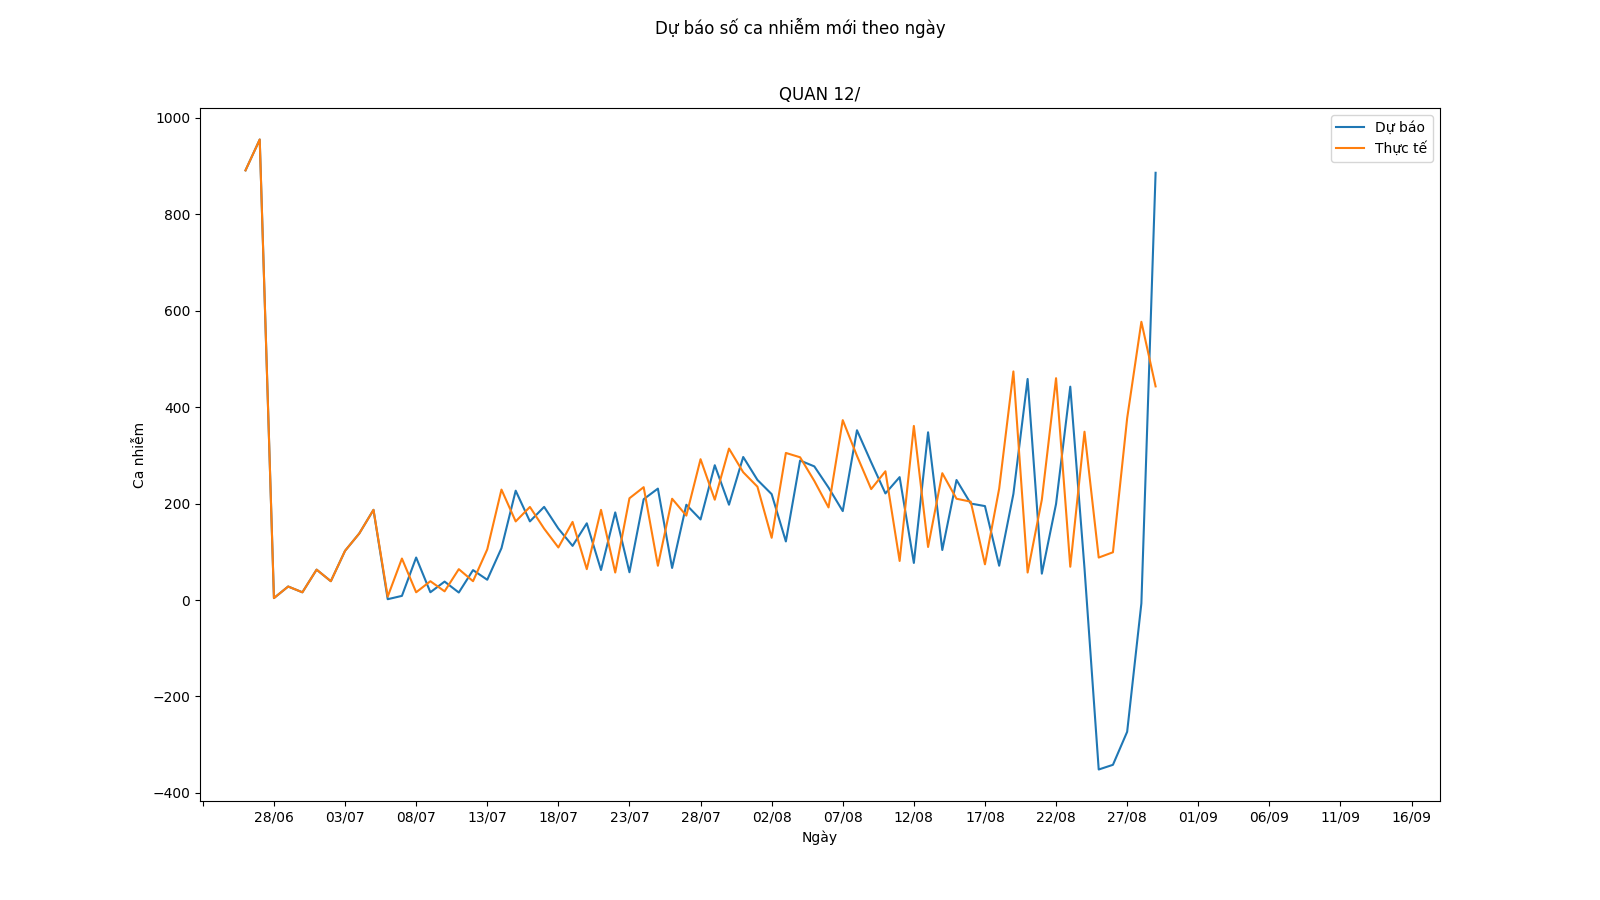 Dự báo số ca nhiễm mới theo ngày
QUAN 12/
Dự báo
Thực tế
1000
800
600
400
200
0
−200
−400
Ca nhiễm
28/06 03/07 08/07 13/07 18/07 23/07 28/07 02/08 07/08 12/08 17/08 22/08 27/08 01/09 06/09 11/09 16/09
Ngày